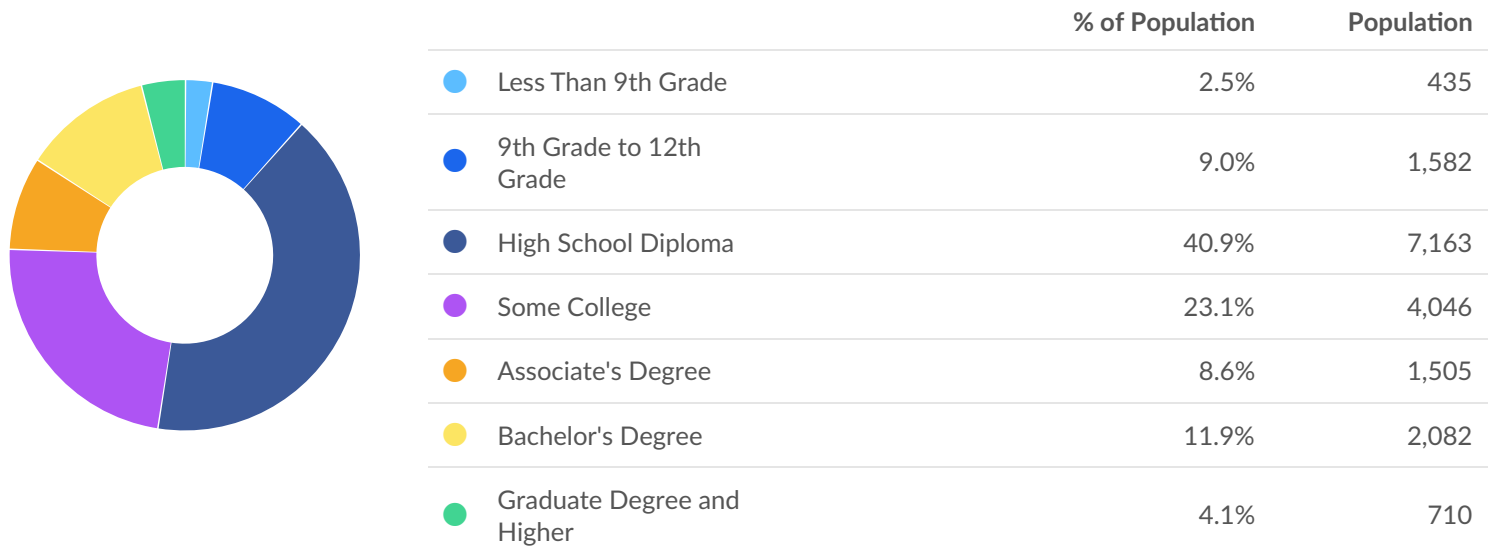 % of Population Population
Less Than 9th Grade 2.5% 435
9th Grade to 12th
Grade 9.0% 1,582
High School Diploma 40.9% 7,163
Some College 23.1% 4,046
Associate's Degree 8.6% 1,505
Bachelor's Degree 11.9% 2,082
Graduate Degree and
Higher 4.1% 710